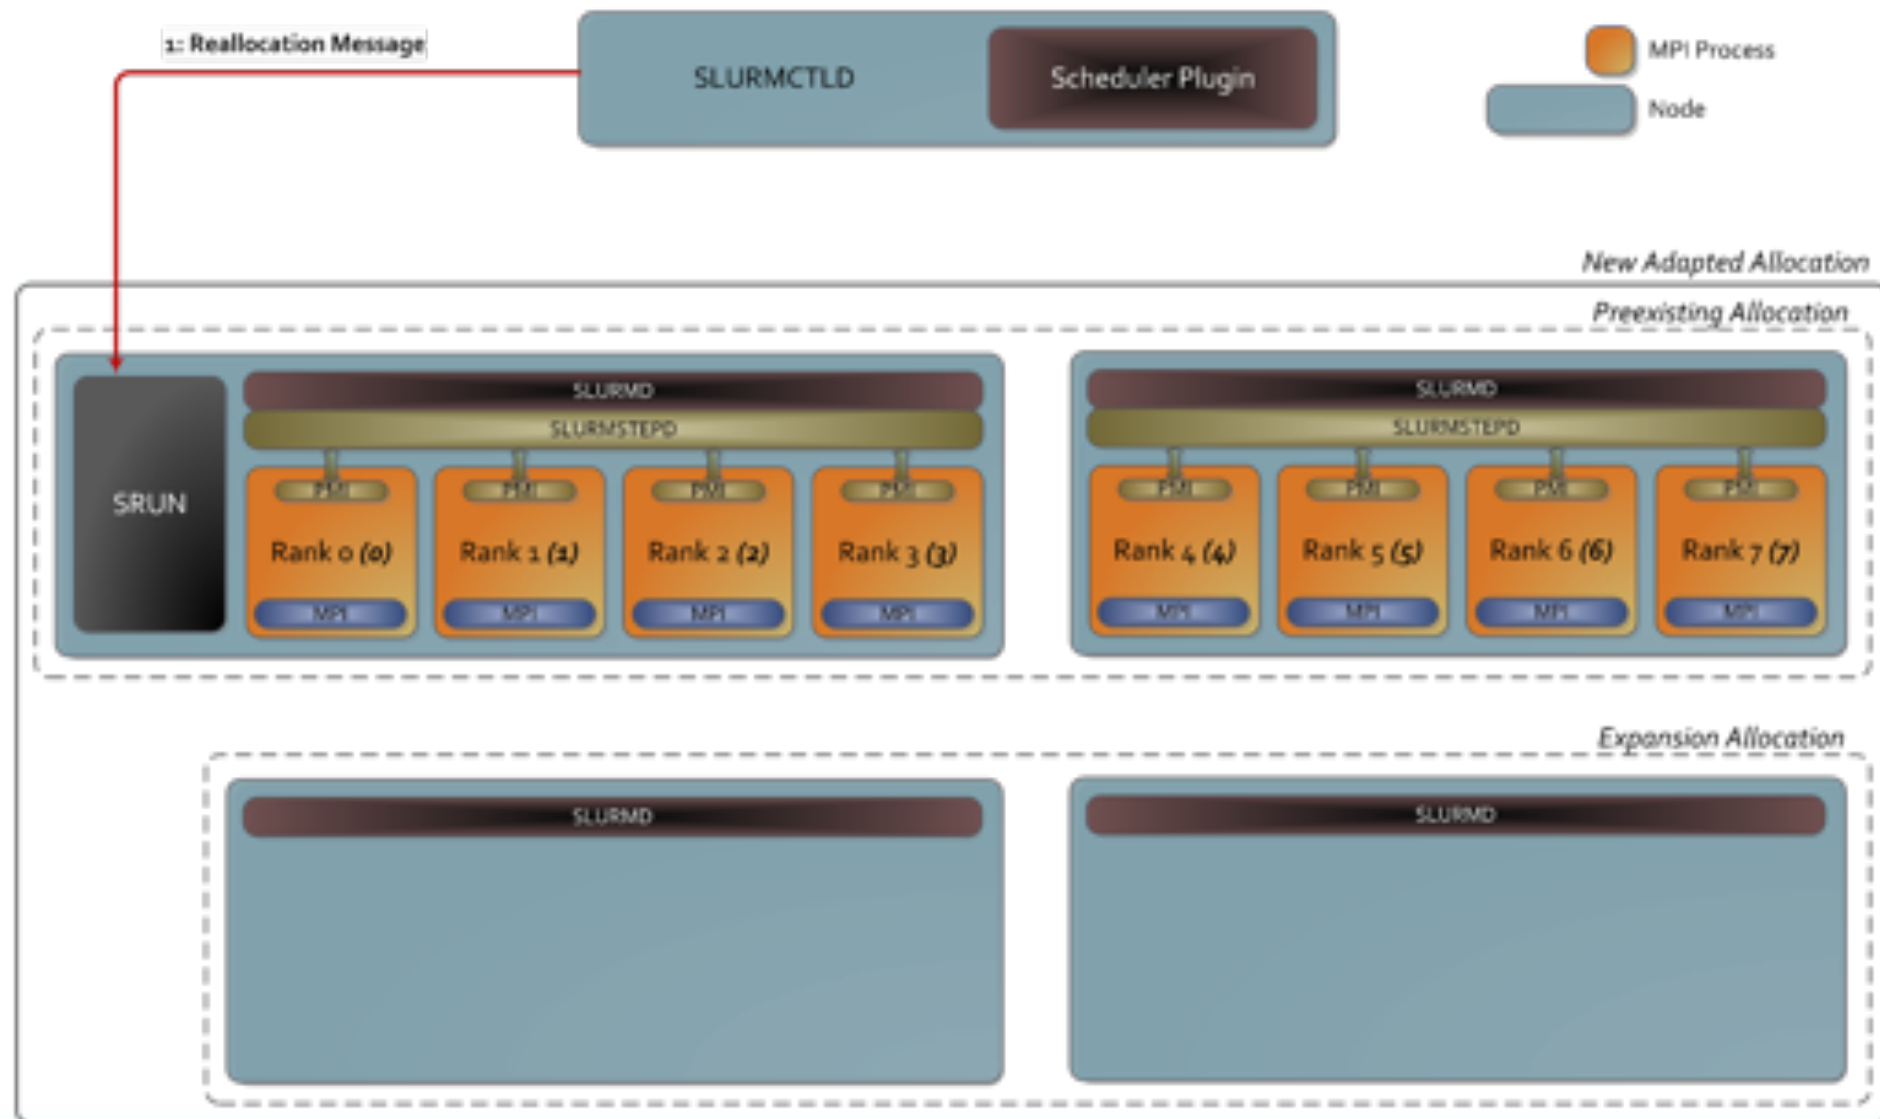 1: Reallocation Message
SLURMCTLD
Scheduler Plugin
MPI Process
Node
New Adapted Allocation
Preexisting Allocation
SRUN
SLURMD
SLURMSTEPD
PMI
PMI
PMI
PMI
Rank 0 (0)
Rank 1 (1)
Rank 2 (2)
Rank 3 (3)
MPI
MPI
MPI
MPI
SLURMD
SLURMSTEPD
PMI
PMI
PMI
PMI
Rank 4 (4)
Rank 5 (5)
Rank 6 (6)
Rank 7 (7)
MPI
MPI
MPI
MPI
Expansion Allocation
SLURMD
SLURMD